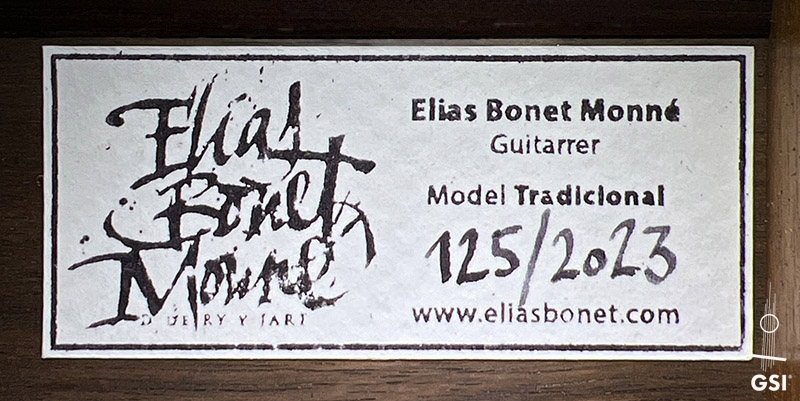 Elias
Bonet
Monné
Elias Bonet Monné
Guitarrer
Model Tradicional
125/2023
www.eliasbonet.com
GSI